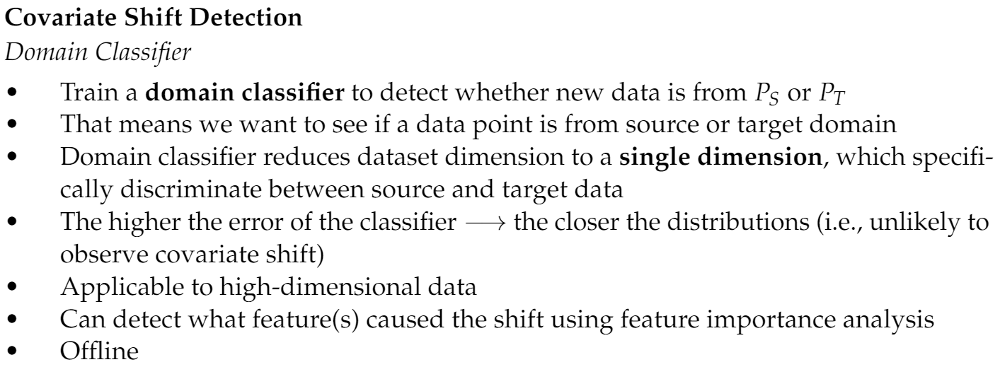 Covariate Shift Detection
Domain Classifier
• Train a domain classifier to detect whether new data is from P_S or P_T
• That means we want to see if a data point is from source or target domain
• Domain classifier reduces dataset dimension to a single dimension, which specifi-
cally discriminate between source and target data
• The higher the error of the classifier ⟶ the closer the distributions (i.e., unlikely to
observe covariate shift)
• Applicable to high-dimensional data
• Can detect what feature(s) caused the shift using feature importance analysis
• Offline